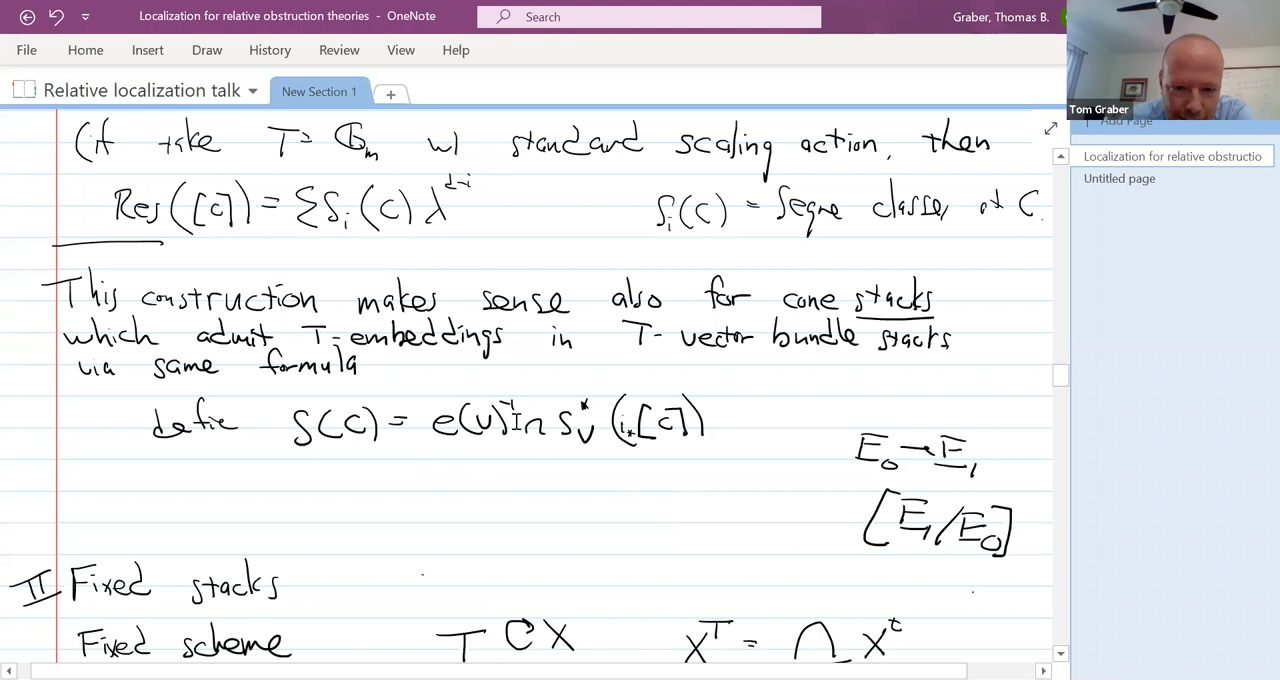 Localization for relative obstruction theories - OneNote
Search
Graber, Thomas B.
File Home Insert Draw History Review View Help
Relative localization talk
New Section 1
Tom Graber
Add Page
Localization for relative obstructio
Untitled page
(if take T = 𝔾_m w/ standard scaling action, then
Res([C]) = Σ S_i(C) λ^{d-i} S_i(C) = Segre classes of C.
This construction makes sense also for cone stacks
which admit T-embeddings in T-vector bundle stacks
via same formula
define S(C) = e(V)^{-1} ∩ S_V^* (i_*[C])
E_0 → E_1
[E_1/E_0]
II Fixed stacks
Fixed scheme T ⊂ X X^T = ∩ X^t